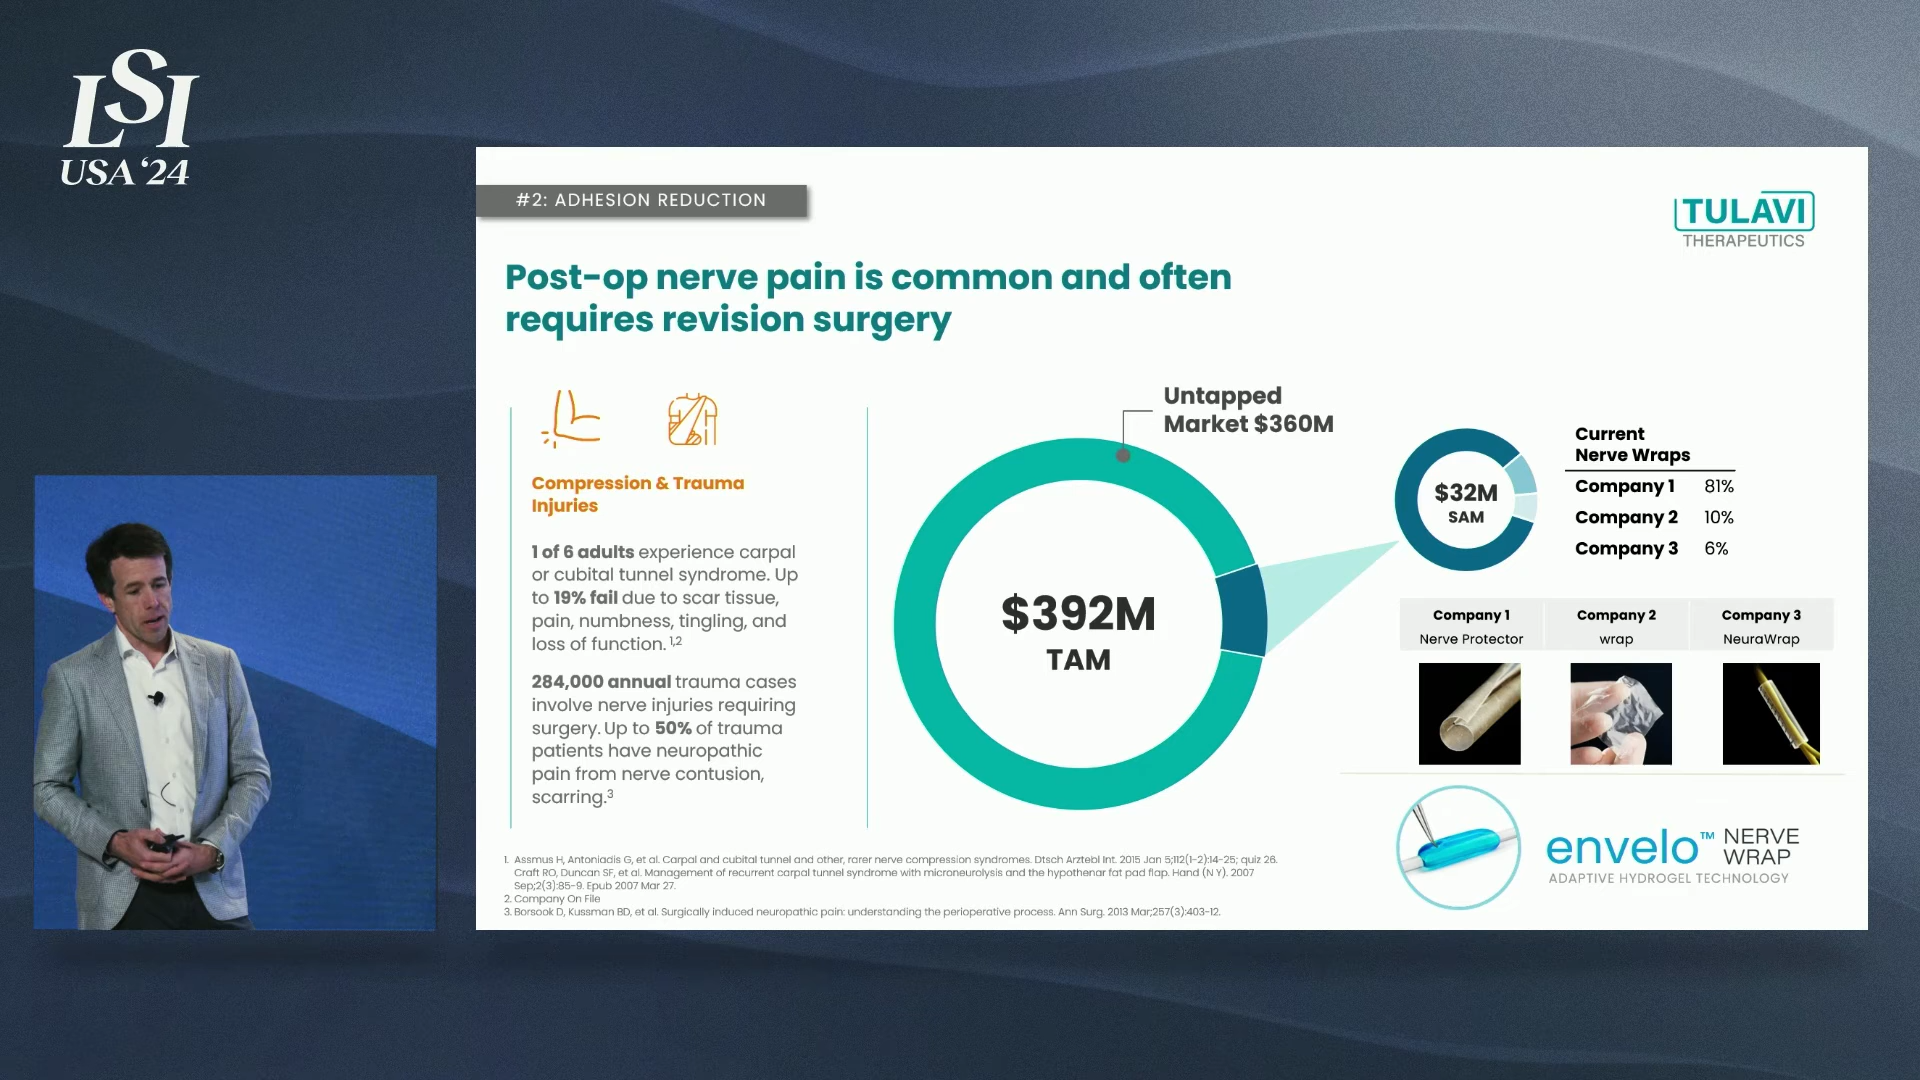 LSI
USA ‘24
#2: ADHESION REDUCTION
TULAVI
THERAPEUTICS
Post-op nerve pain is common and often
requires revision surgery
Compression & Trauma
Injuries
1 of 6 adults experience carpal
or cubital tunnel syndrome. Up
to 19% fail due to scar tissue,
pain, numbness, tingling, and
loss of function. 1,2
284,000 annual trauma cases
involve nerve injuries requiring
surgery. Up to 50% of trauma
patients have neuropathic
pain from nerve contusion,
scarring.3
Untapped
Market $360M
$392M
TAM
$32M
SAM
Current
Nerve Wraps
Company 1 81%
Company 2 10%
Company 3 6%
Company 1 Company 2 Company 3
Nerve Protector wrap NeuraWrap
envelo™ NERVE
WRAP
ADAPTIVE HYDROGEL TECHNOLOGY
1. Assmus H, Antoniadis G, et al. Carpal and cubital tunnel and other, rarer nerve compression syndromes. Dtsch Arztebl Int. 2015 Jan 5;112(1-2):14-25; quiz 26.
Craft RO, Duncan SF, et al. Management of recurrent carpal tunnel syndrome with microneurolysis and the hypothenar fat pad flap. Hand (N Y). 2007
Sep;2(3):85-9. Epub 2007 Mar 27.
2. Company On File
3. Borsook D, Kussman BD, et al. Surgically induced neuropathic pain: understanding the perioperative process. Ann Surg. 2013 Mar;257(3):403-12.